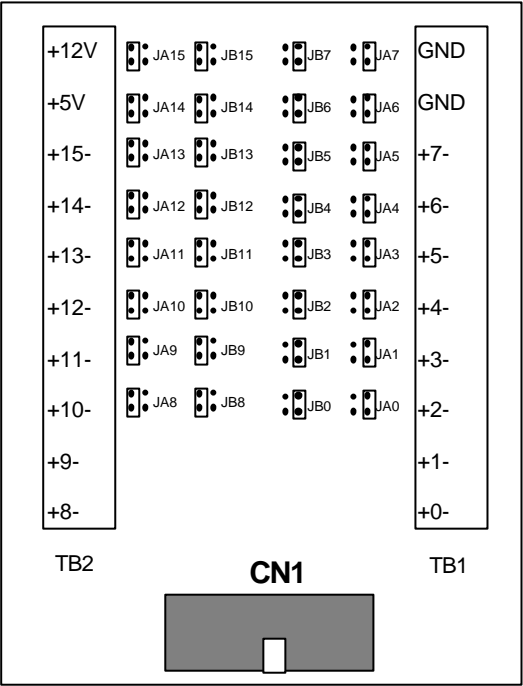 +12V JA15 JB15 JB7 JA7 GND
+5V JA14 JB14 JB6 JA6 GND
+15- JA13 JB13 JB5 JA5 +7-
+14- JA12 JB12 JB4 JA4 +6-
+13- JA11 JB11 JB3 JA3 +5-
+12- JA10 JB10 JB2 JA2 +4-
+11- JA9 JB9 JB1 JA1 +3-
+10- JA8 JB8 JB0 JA0 +2-
+9- +1-
+8- +0-
TB2 CN1 TB1